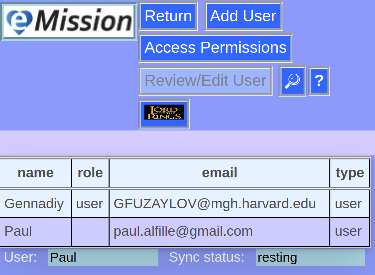 eMission Return Add User
Access Permissions
Review/Edit User ?
THE LORD OF THE RINGS
name role email type
Gennadiy user GFUZAYLOV@mgh.harvard.edu user
Paul paul.alfille@gmail.com user
User: Paul Sync status: resting